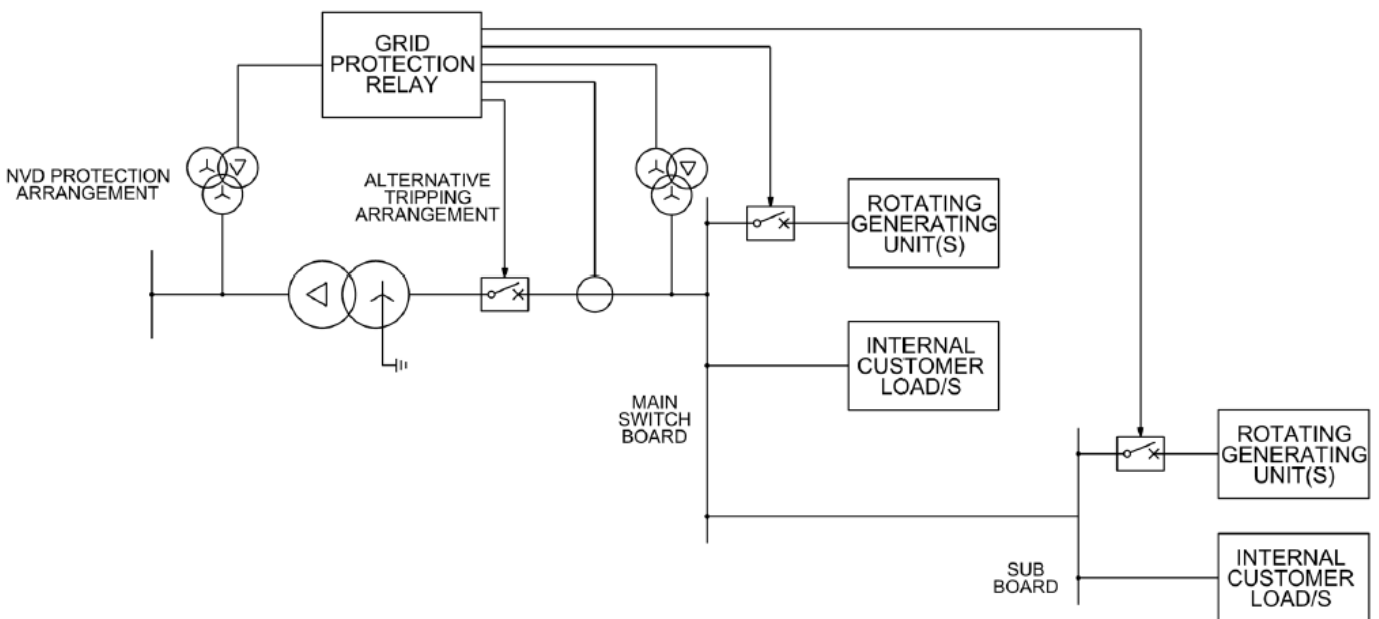 GRID
PROTECTION
RELAY
NVD PROTECTION
ARRANGEMENT
ALTERNATIVE
TRIPPING
ARRANGEMENT
ROTATING
GENERATING
UNIT(S)
INTERNAL
CUSTOMER
LOAD/S
MAIN
SWITCH
BOARD
ROTATING
GENERATING
UNIT(S)
SUB
BOARD
INTERNAL
CUSTOMER
LOAD/S